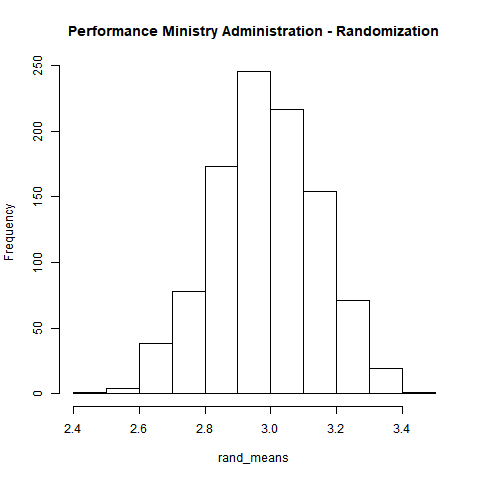 Performance Ministry Administration - Randomization
Frequency
250
200
150
100
50
0
2.4 2.6 2.8 3.0 3.2 3.4
rand_means